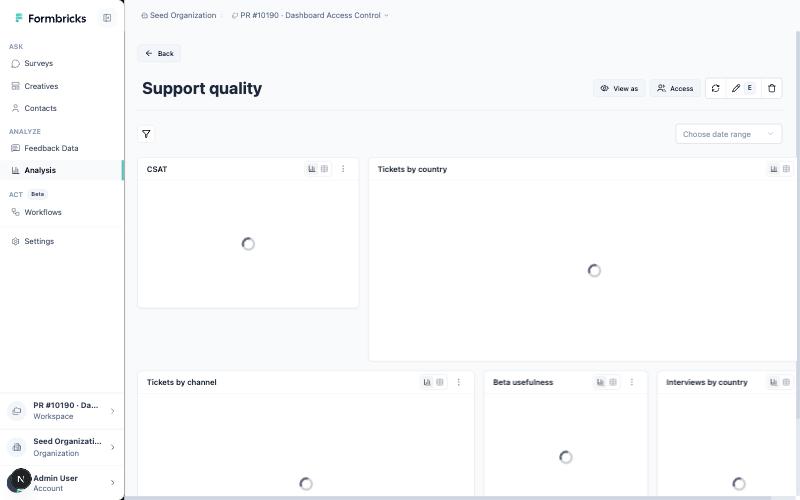 Formbricks
Seed Organization
PR #10190 · Dashboard Access Control
ASK
Surveys
Creatives
Contacts
ANALYZE
Feedback Data
Analysis
ACT Beta
Workflows
Settings
PR #10190 · Da...
Workspace
Seed Organizati...
Organization
N
Admin User
Account
Back
Support quality
View as
Access
E
Choose date range
CSAT
Tickets by country
Tickets by channel
Beta usefulness
Interviews by country